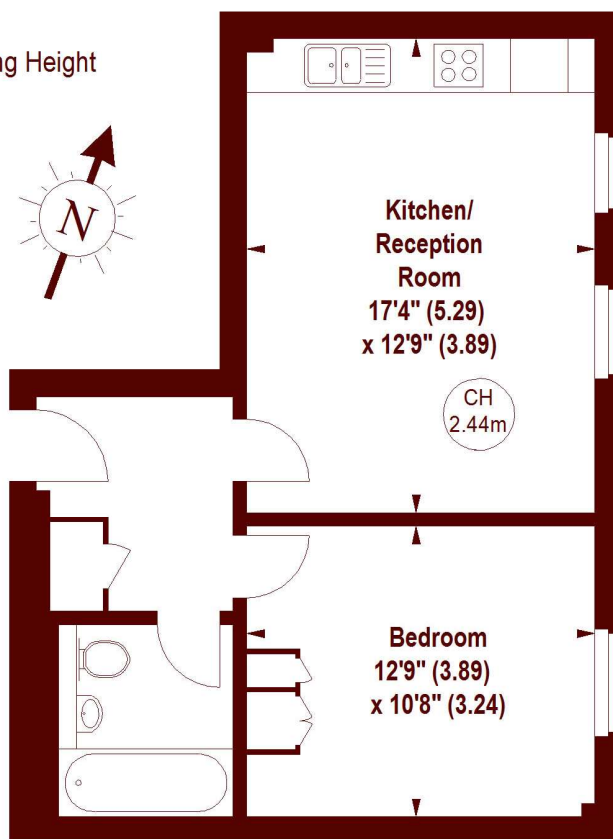 ng Height
N
Kitchen/
Reception
Room
17'4" (5.29)
x 12'9" (3.89)
CH
2.44m
Bedroom
12'9" (3.89)
x 10'8" (3.24)